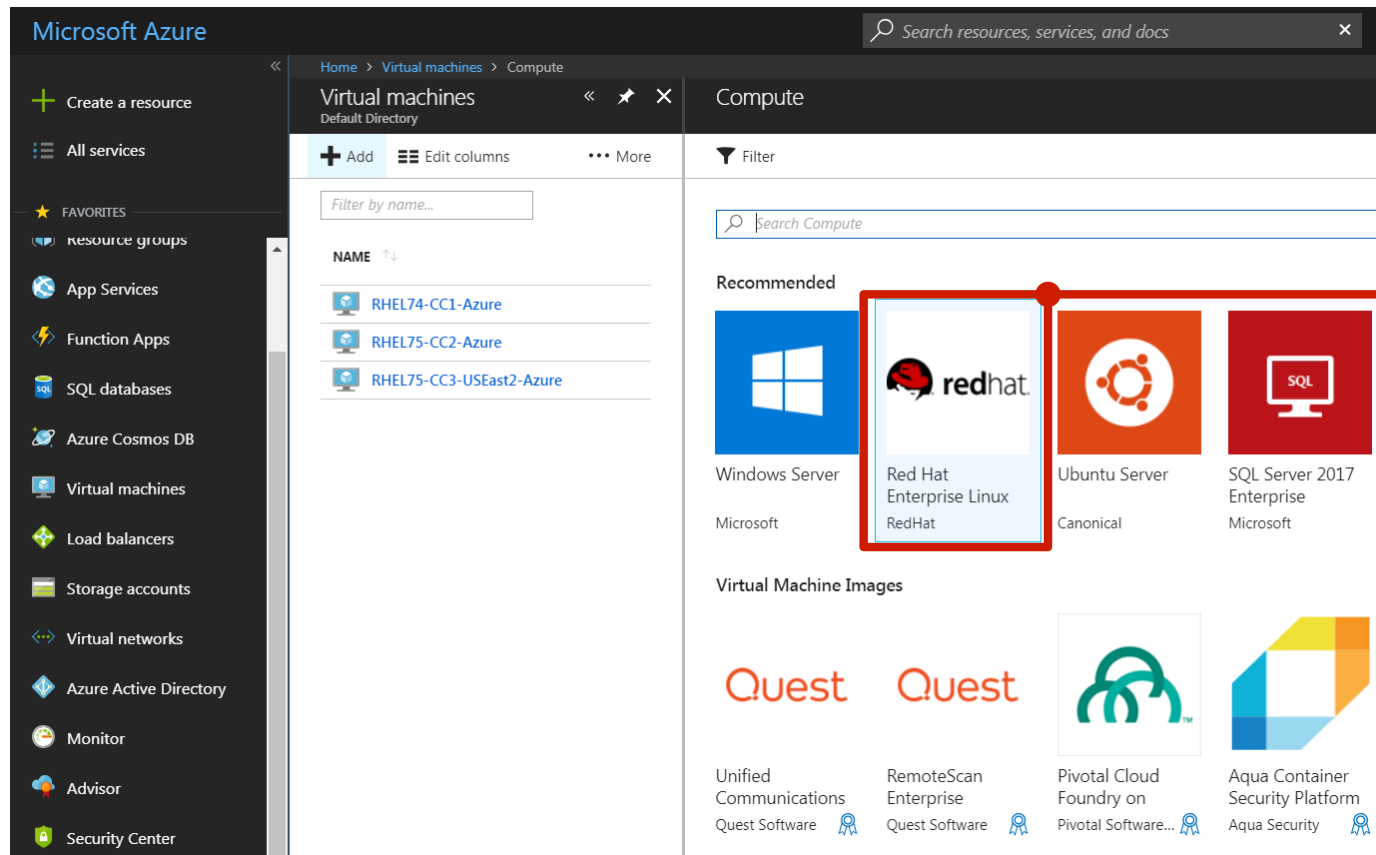 Microsoft Azure
Search resources, services, and docs
Create a resource
All services
FAVORITES
Resource groups
App Services
Function Apps
SQL
SQL databases
Azure Cosmos DB
Virtual machines
Load balancers
Storage accounts
Virtual networks
Azure Active Directory
Monitor
Advisor
Security Center
Home > Virtual machines > Compute
Virtual machines
Default Directory
Add Edit columns ••• More
Filter by name...
NAME
RHEL74-CC1-Azure
RHEL75-CC2-Azure
RHEL75-CC3-USEast2-Azure
Compute
Filter
Search Compute
Recommended
redhat.
SQL
Windows Server
Microsoft
Red Hat
Enterprise Linux
RedHat
Ubuntu Server
Canonical
SQL Server 2017
Enterprise
Microsoft
Virtual Machine Images
Quest
Quest
TM
Unified
Communications
Quest Software
RemoteScan
Enterprise
Quest Software
Pivotal Cloud
Foundry on
Pivotal Software...
Aqua Container
Security Platform
Aqua Security